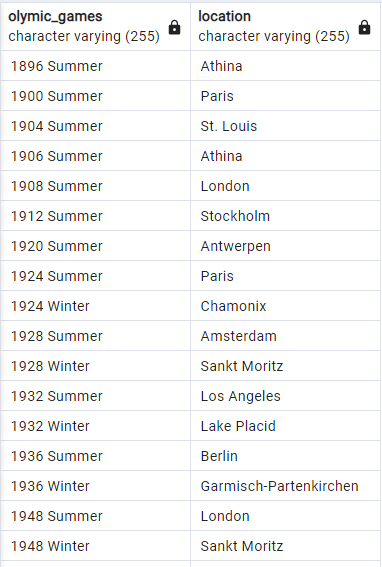 olymic_games location
character varying (255) character varying (255)
1896 Summer Athina
1900 Summer Paris
1904 Summer St. Louis
1906 Summer Athina
1908 Summer London
1912 Summer Stockholm
1920 Summer Antwerpen
1924 Summer Paris
1924 Winter Chamonix
1928 Summer Amsterdam
1928 Winter Sankt Moritz
1932 Summer Los Angeles
1932 Winter Lake Placid
1936 Summer Berlin
1936 Winter Garmisch-Partenkirchen
1948 Summer London
1948 Winter Sankt Moritz